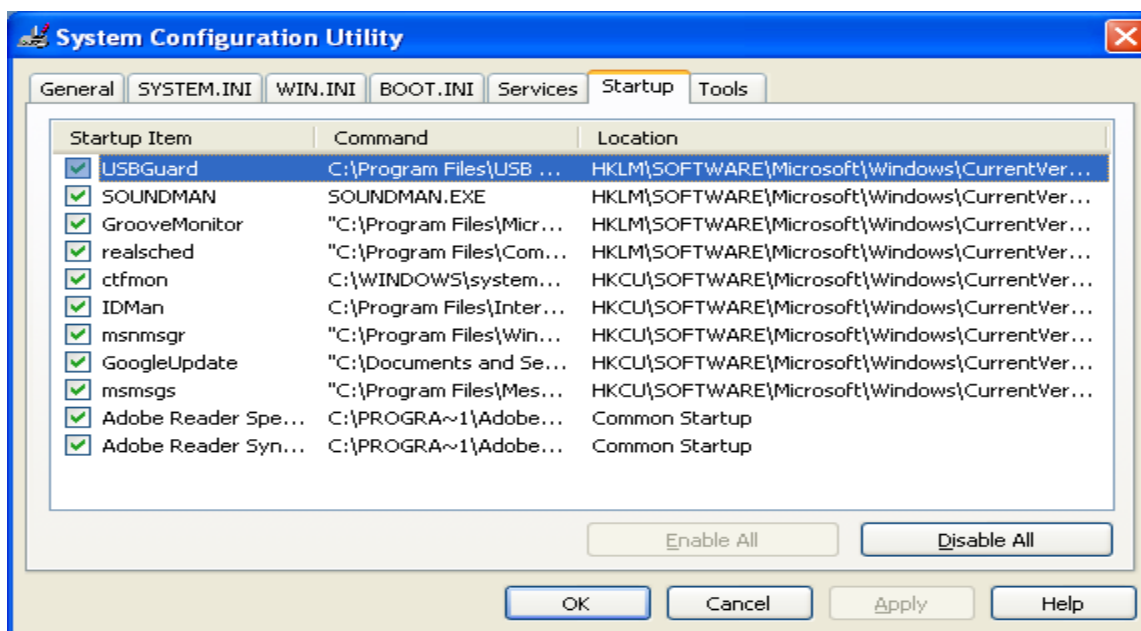 System Configuration Utility
General SYSTEM.INI WIN.INI BOOT.INI Services Startup Tools
Startup Item Command Location
USBGuard C:\Program Files\USB ... HKLM\SOFTWARE\Microsoft\Windows\CurrentVer...
SOUNDMAN SOUNDMAN.EXE HKLM\SOFTWARE\Microsoft\Windows\CurrentVer...
GrooveMonitor "C:\Program Files\Micr... HKLM\SOFTWARE\Microsoft\Windows\CurrentVer...
realsched "C:\Program Files\Com... HKLM\SOFTWARE\Microsoft\Windows\CurrentVer...
ctfmon C:\WINDOWS\system... HKCU\SOFTWARE\Microsoft\Windows\CurrentVer...
IDMan C:\Program Files\Inter... HKCU\SOFTWARE\Microsoft\Windows\CurrentVer...
msnmsgr "C:\Program Files\Win... HKCU\SOFTWARE\Microsoft\Windows\CurrentVer...
GoogleUpdate "C:\Documents and Se... HKCU\SOFTWARE\Microsoft\Windows\CurrentVer...
msmsgs "C:\Program Files\Mes... HKCU\SOFTWARE\Microsoft\Windows\CurrentVer...
Adobe Reader Spe... C:\PROGRA~1\Adobe... Common Startup
Adobe Reader Syn... C:\PROGRA~1\Adobe... Common Startup
Enable All Disable All
OK Cancel Apply Help